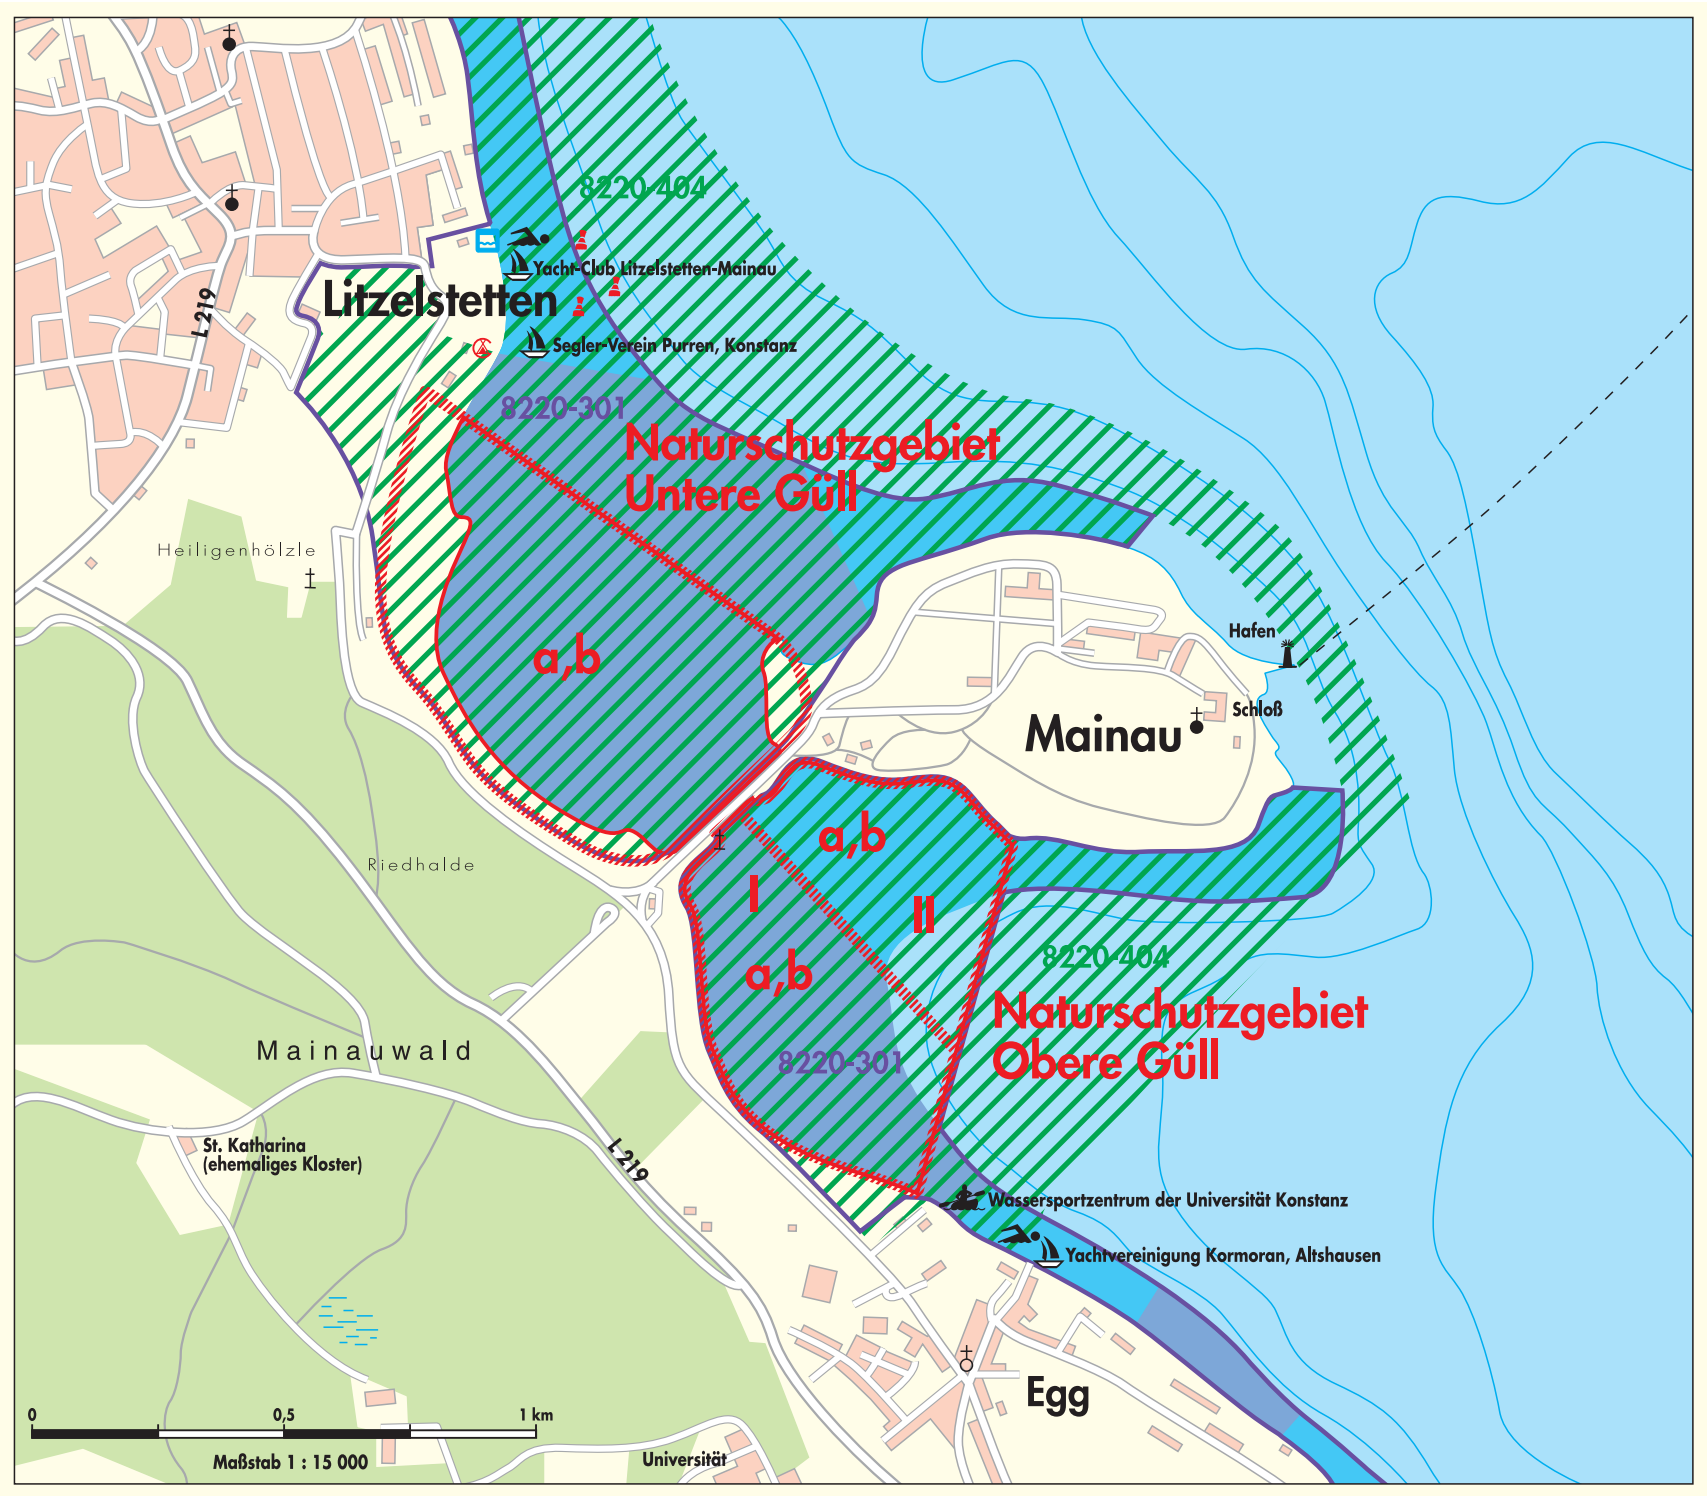 8220-404
Yacht-Club Litzelstetten-Mainau
Litzelstetten
L 219
Segler-Verein Purren, Konstanz
8220-301
Naturschutzgebiet
Untere Güll
Heiligenhölzle
a,b
Hafen
Schloß
Mainau
a,b
Riedhalde
I
II
8220-404
a,b
Naturschutzgebiet
Obere Güll
Mainauwald
8220-301
St. Katharina
(ehemaliges Kloster)
L 219
Wassersportzentrum der Universität Konstanz
Yachtvereinigung Kormoran, Altshausen
Egg
0 0,5 1 km
Maßstab 1 : 15 000
Universität